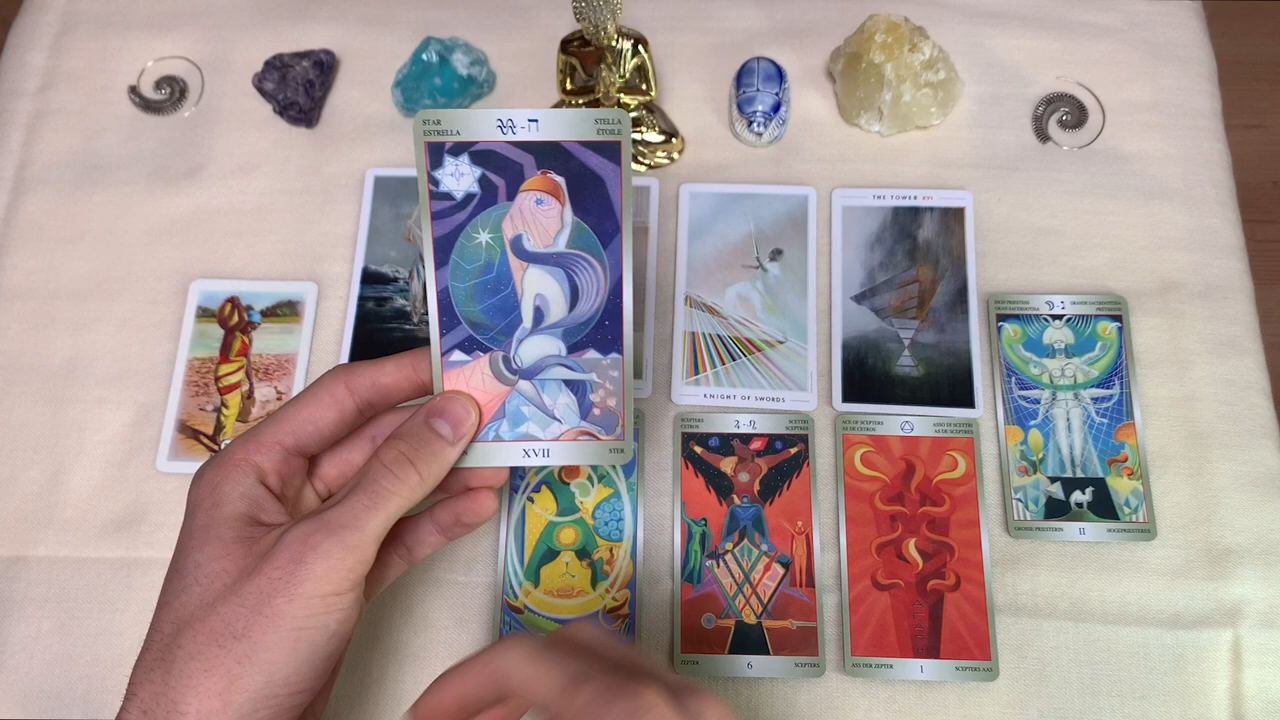 STAR
ESTRELLA
♒-ה
STELLA
ÉTOILE
XVII
STER
THE TOWER XVI
KNIGHT OF SWORDS
HIGH PRIESTESS
GRANDE SACERDOTESSA
PRÊTRESSE
GROSSE PRIESTERIN
II
HOGEPRIESTERES
SCEPTERS
CETROS
♃-♌
SCETTRI
SCEPTRES
ZEPTER
6
SCEPTERS
ACE OF SCEPTERS
AS DE CETROS
ASSO DI SCETTRI
AS DE SCEPTRES
ASS DER ZEPTER
1
SCEPTERS AAS